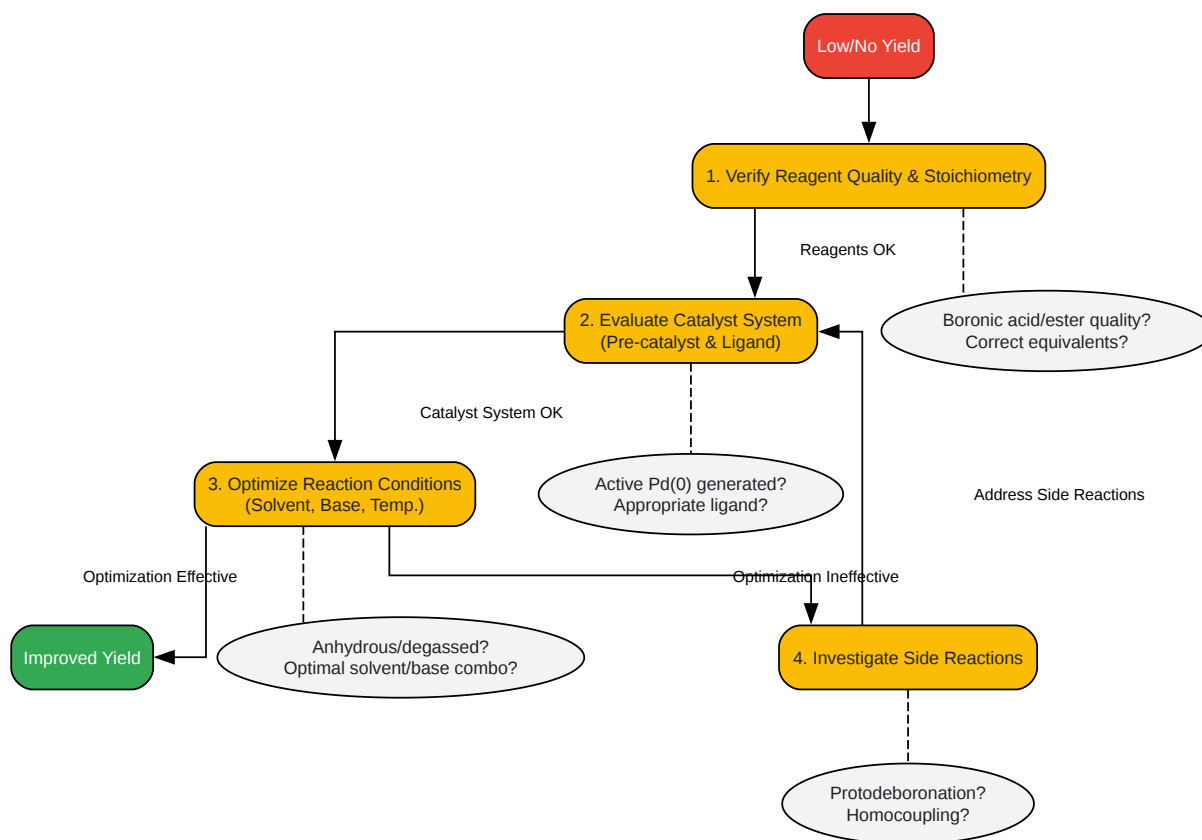 Low/No Yield
1. Verify Reagent Quality & Stoichiometry
Reagents OK
2. Evaluate Catalyst System
(Pre-catalyst & Ligand)
Boronic acid/ester quality?
Correct equivalents?
Catalyst System OK
3. Optimize Reaction Conditions
(Solvent, Base, Temp.)
Active Pd(0) generated?
Appropriate ligand?
Address Side Reactions
Optimization Effective
Optimization Ineffective
Improved Yield
Anhydrous/degassed?
Optimal solvent/base combo?
4. Investigate Side Reactions
Protodeboronation?
Homocoupling?